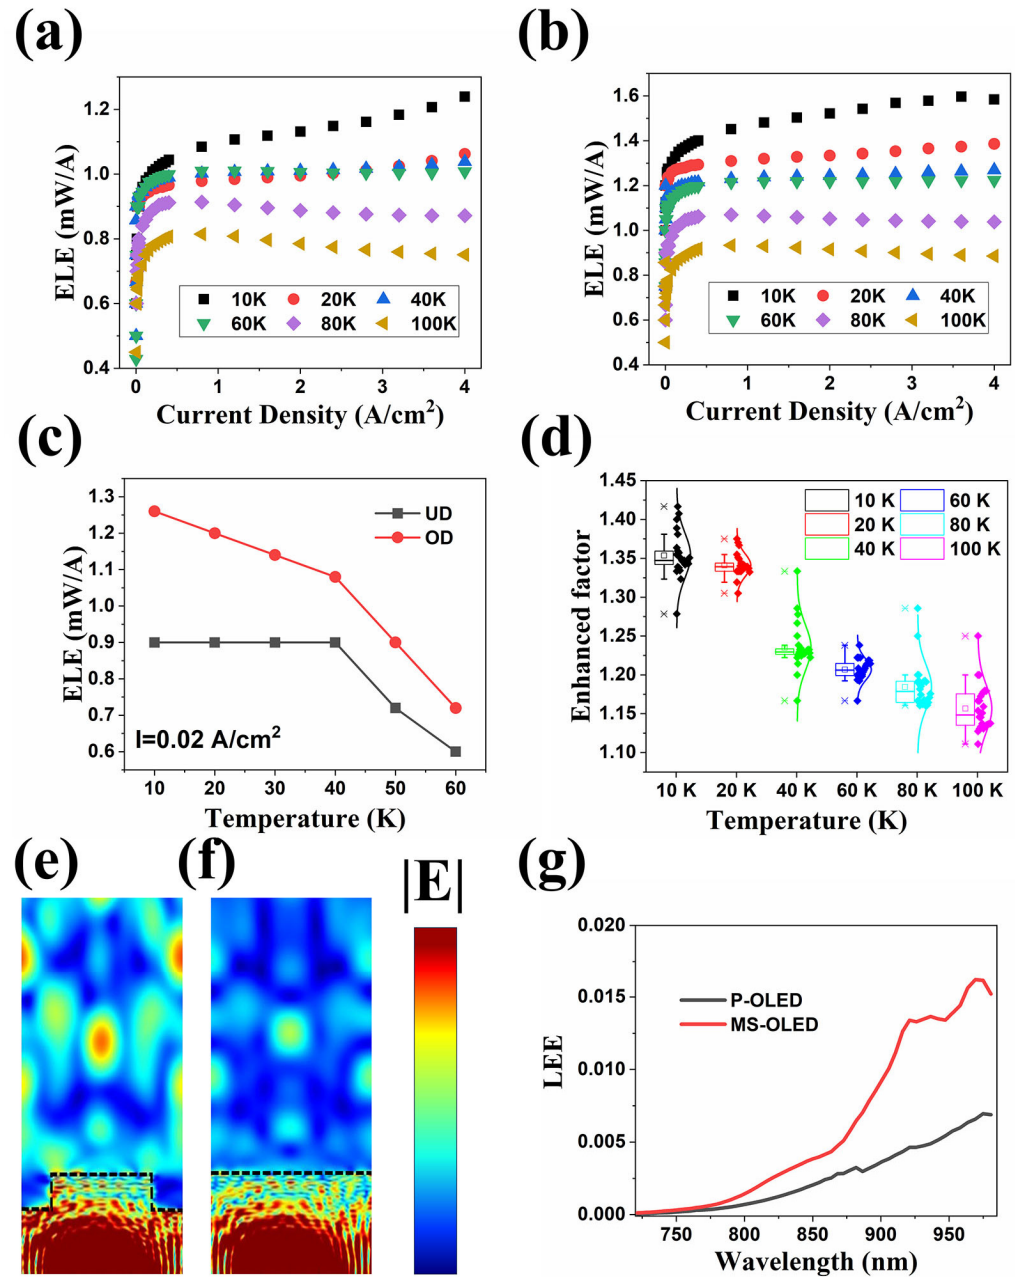 (a)
ELE (mW/A)
1.2
1.0
0.8
0.6
0.4
10K 20K 40K
60K 80K 100K
0 1 2 3 4
Current Density (A/cm²)
(b)
ELE (mW/A)
1.6
1.4
1.2
1.0
0.8
0.6
0.4
10K 20K 40K
60K 80K 100K
0 1 2 3 4
Current Density (A/cm²)
(c)
ELE (mW/A)
1.3
1.2
1.1
1.0
0.9
0.8
0.7
0.6
UD
OD
I=0.02 A/cm²
10 20 30 40 50 60
Temperature (K)
(d)
Enhanced factor
1.45
1.40
1.35
1.30
1.25
1.20
1.15
1.10
10 K 60 K
20 K 80 K
40 K 100 K
10 K 20 K 40 K 60 K 80 K 100 K
Temperature (K)
(e)
(f)
|E|
(g)
LEE
0.020
0.015
0.010
0.005
0.000
P-OLED
MS-OLED
750 800 850 900 950
Wavelength (nm)